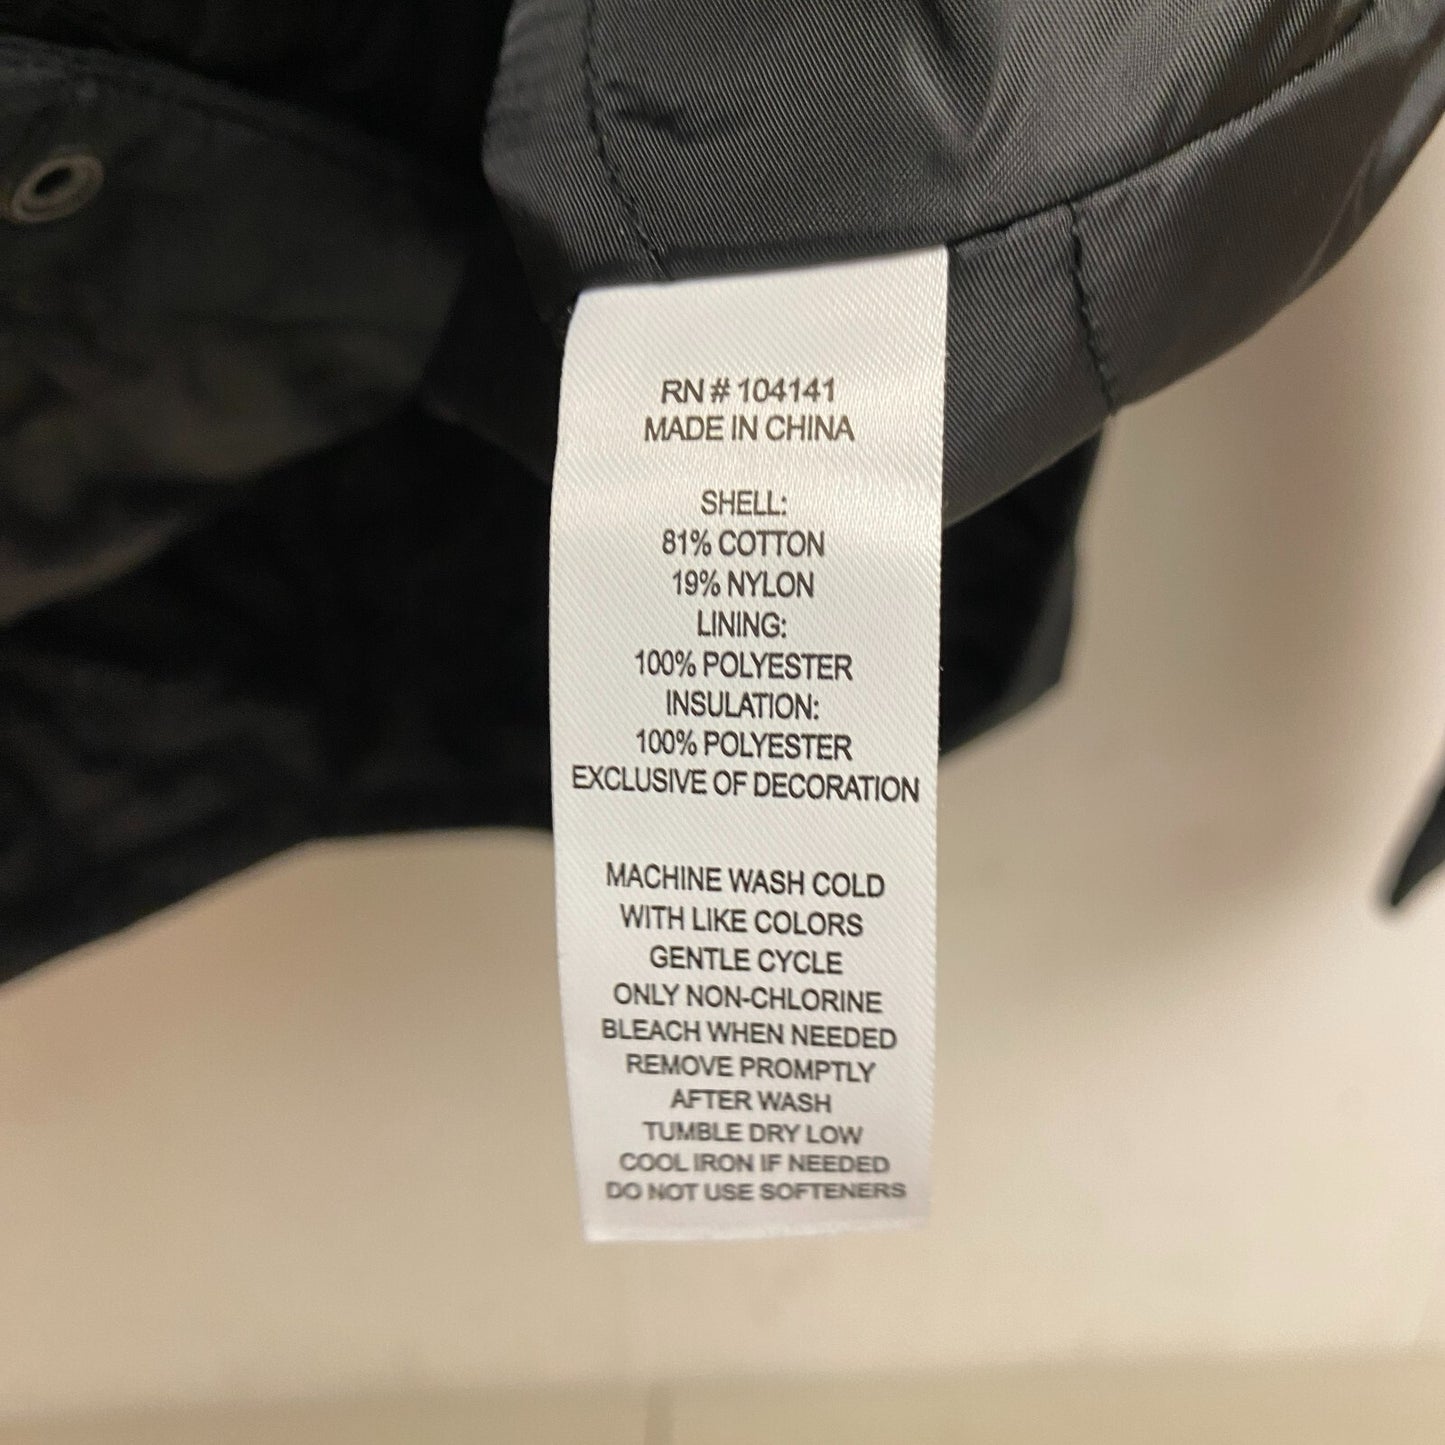 RN # 104141
MADE IN CHINA
SHELL:
81% COTTON
19% NYLON
LINING:
100% POLYESTER
INSULATION:
100% POLYESTER
EXCLUSIVE OF DECORATION
MACHINE WASH COLD
WITH LIKE COLORS
GENTLE CYCLE
ONLY NON-CHLORINE
BLEACH WHEN NEEDED
REMOVE PROMPTLY
AFTER WASH
TUMBLE DRY LOW
COOL IRON IF NEEDED
DO NOT USE SOFTENERS